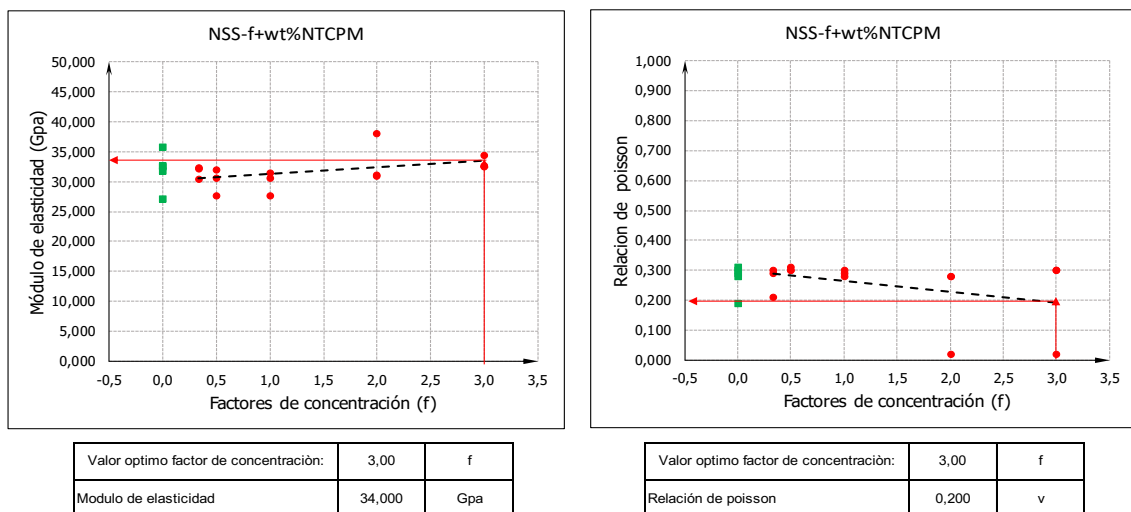 NSS-f+wt%NTCPM
50,000
45,000
40,000
35,000
30,000
25,000
20,000
15,000
10,000
5,000
0,000
Módulo de elasticidad (Gpa)
-0,5 0,0 0,5 1,0 1,5 2,0 2,5 3,0 3,5
Factores de concentración (f)
Valor optimo factor de concentraciòn: 3,00 f
Modulo de elasticidad 34,000 Gpa
NSS-f+wt%NTCPM
1,000
0,900
0,800
0,700
0,600
0,500
0,400
0,300
0,200
0,100
0,000
Relacion de poisson
-0,5 0,0 0,5 1,0 1,5 2,0 2,5 3,0 3,5
Factores de concentración (f)
Valor optimo factor de concentraciòn: 3,00 f
Relación de poisson 0,200 v